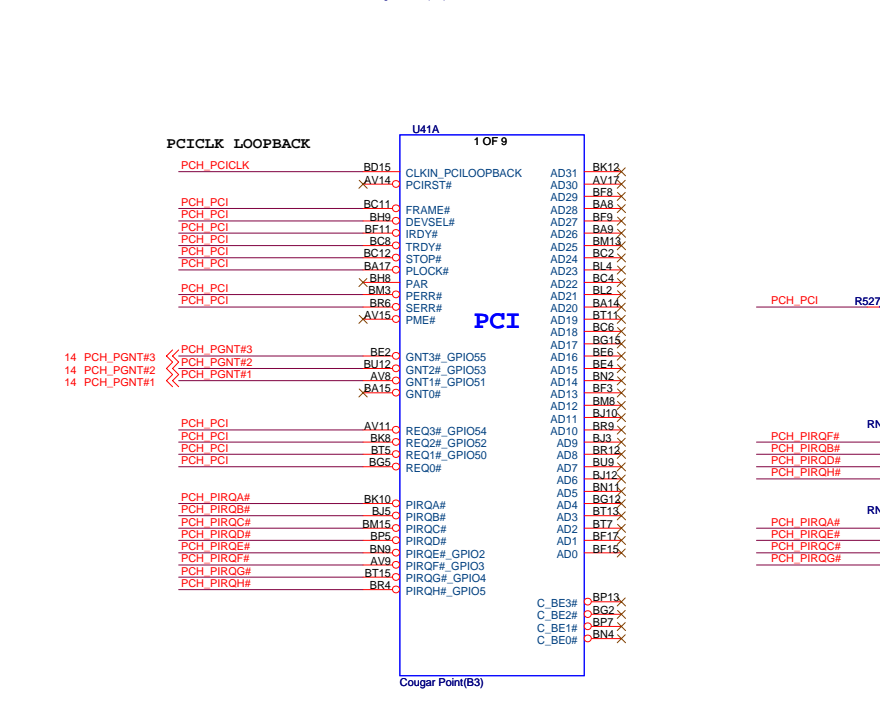 U41A
PCICLK LOOPBACK
1 OF 9
PCH_PCICLK BD15 CLKIN_PCILOOPBACK AD31 BK12
AV14 PCIRST# AD30 AV17
AD29 BF8
PCH_PCI BC11 FRAME# AD28 BA8
PCH_PCI BH9 DEVSEL# AD27 BF9
PCH_PCI BF11 IRDY# AD26 BA9
PCH_PCI BC8 TRDY# AD25 BM13
PCH_PCI BC12 STOP# AD24 BC2
PCH_PCI BA17 PLOCK# AD23 BL4
BH8 PAR AD22 BC4
PCH_PCI BM3 PERR# AD21 BL2
PCH_PCI BR6 SERR# AD20 BA14 PCH_PCI R527
AV15 PME# PCI AD19 BT11
AD18 BC6
AD17 BG15
14 PCH_PGNT#3 PCH_PGNT#3 BE2 GNT3#_GPIO55 AD16 BE6
14 PCH_PGNT#2 PCH_PGNT#2 BU12 GNT2#_GPIO53 AD15 BE4
14 PCH_PGNT#1 PCH_PGNT#1 AV8 GNT1#_GPIO51 AD14 BN2
BA15 GNT0# AD13 BF3
AD12 BM8
AD11 BJ10
PCH_PCI AV11 REQ3#_GPIO54 AD10 BR9 RN
PCH_PCI BK8 REQ2#_GPIO52 AD9 BJ3 PCH_PIRQF#
PCH_PCI BT5 REQ1#_GPIO50 AD8 BR12 PCH_PIRQB#
PCH_PCI BG5 REQ0# AD7 BU9 PCH_PIRQD#
AD6 BJ12 PCH_PIRQH#
AD5 BN11
PCH_PIRQA# BK10 PIRQA# AD4 BG12
PCH_PIRQB# BJ5 PIRQB# AD3 BT13 RN
PCH_PIRQC# BM15 PIRQC# AD2 BT7 PCH_PIRQA#
PCH_PIRQD# BP5 PIRQD# AD1 BF17 PCH_PIRQE#
PCH_PIRQE# BN9 PIRQE#_GPIO2 AD0 BF15 PCH_PIRQC#
PCH_PIRQF# AV9 PIRQF#_GPIO3 PCH_PIRQG#
PCH_PIRQG# BT15 PIRQG#_GPIO4
PCH_PIRQH# BR4 PIRQH#_GPIO5
C_BE3# BP13
C_BE2# BG2
C_BE1# BP7
C_BE0# BN4
Cougar Point(B3)